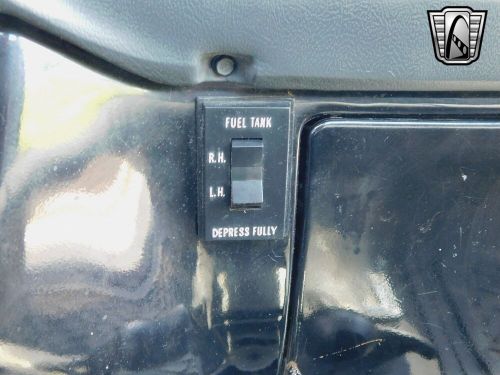 FUEL TANK
R.H.
L.H.
DEPRESS FULLY